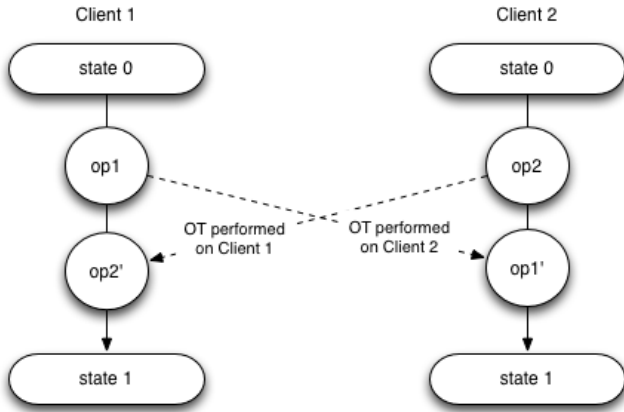 Client 1
Client 2
state 0
state 0
op1
op2
OT performed
on Client 1
OT performed
on Client 2
op2'
op1'
state 1
state 1